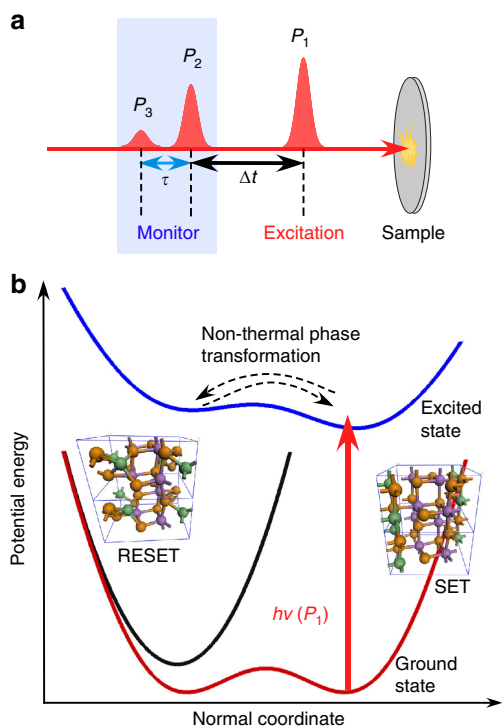 a
P1
P2
P3
τ
Δt
Monitor
Excitation
Sample
b
Non-thermal phase
transformation
Excited
state
RESET
SET
hν (P1)
Ground
state
Potential energy
Normal coordinate